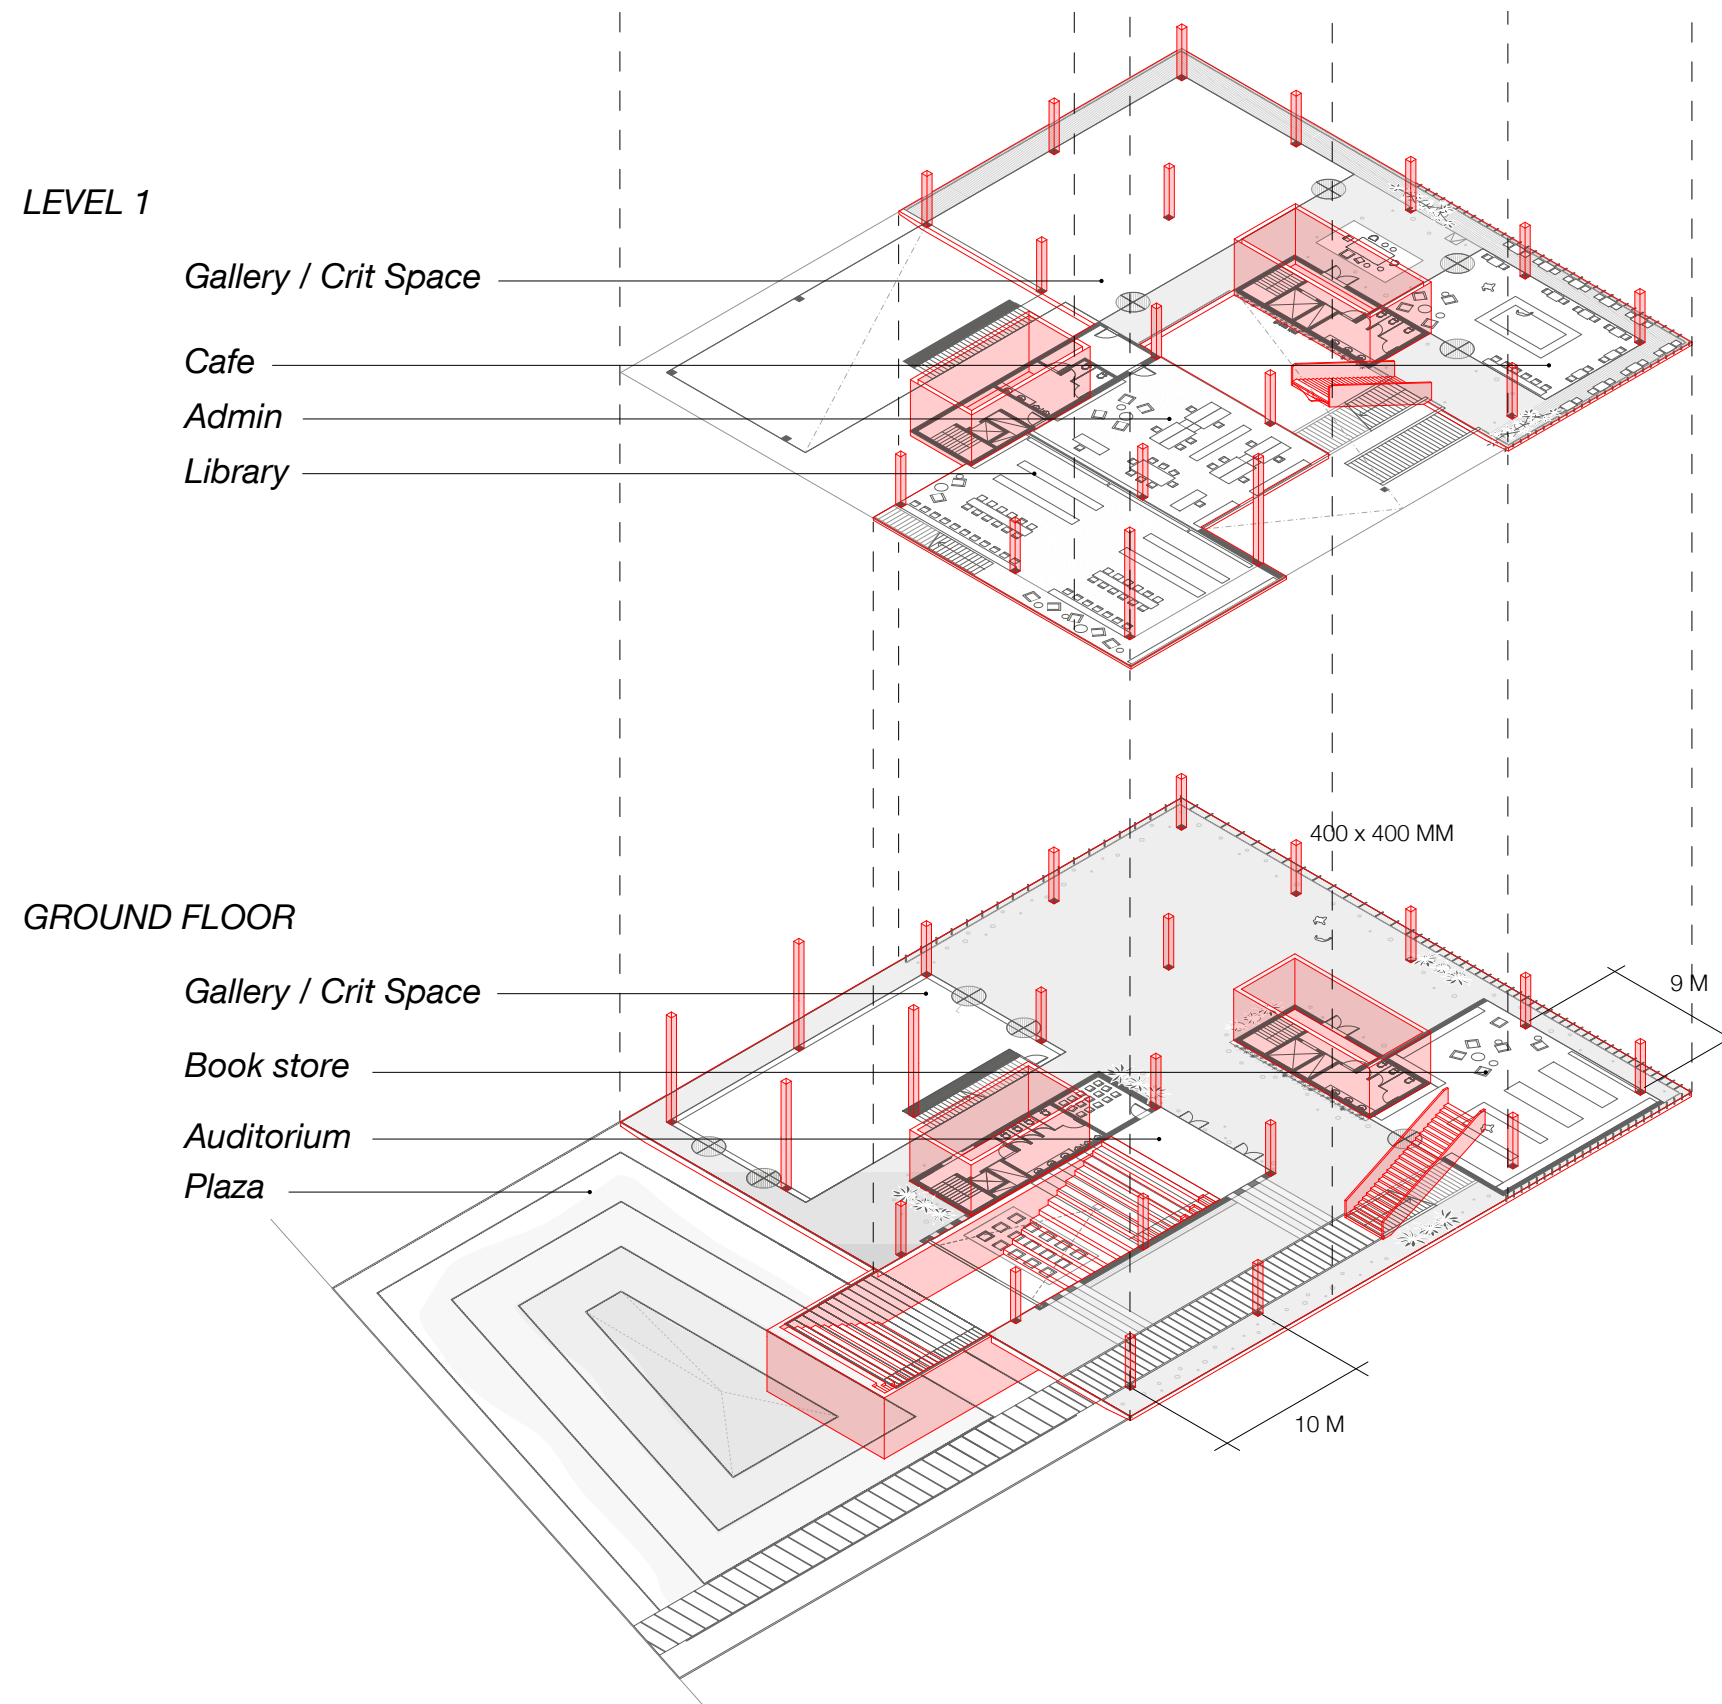 LEVEL 1
Gallery / Crit Space
Cafe
Admin
Library
400 x 400 MM
GROUND FLOOR
9 M
Gallery / Crit Space
Book store
Auditorium
Plaza
10 M